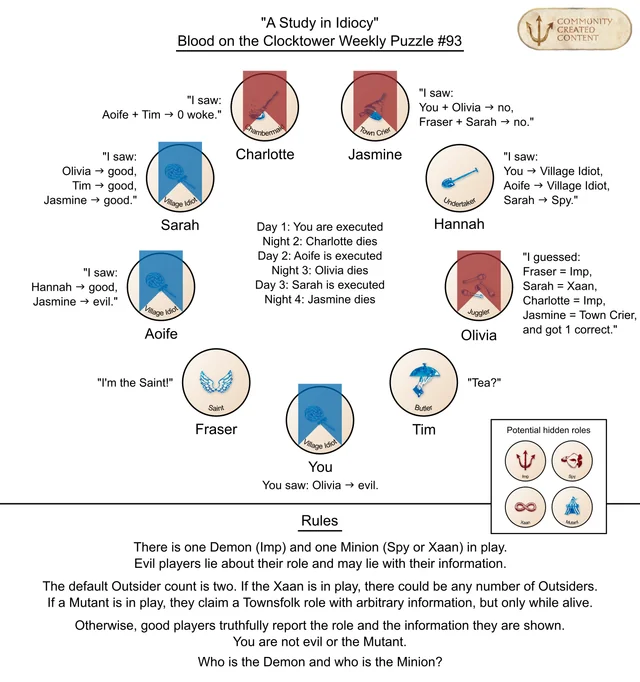 "A Study in Idiocy"
Blood on the Clocktower Weekly Puzzle #93
COMMUNITY
CREATED
CONTENT
"I saw:
Aoife + Tim → 0 woke."
Chambermaid
Charlotte
Town Crier
Jasmine
"I saw:
You + Olivia → no,
Fraser + Sarah → no."
"I saw:
Olivia → good,
Tim → good,
Jasmine → good."
Village Idiot
Sarah
Undertaker
Hannah
"I saw:
You → Village Idiot,
Aoife → Village Idiot,
Sarah → Spy."
Day 1: You are executed
Night 2: Charlotte dies
Day 2: Aoife is executed
Night 3: Olivia dies
Day 3: Sarah is executed
Night 4: Jasmine dies
"I saw:
Hannah → good,
Jasmine → evil."
Village Idiot
Aoife
Juggler
Olivia
"I guessed:
Fraser = Imp,
Sarah = Xaan,
Charlotte = Imp,
Jasmine = Town Crier,
and got 1 correct."
"I'm the Saint!"
Saint
Fraser
Village Idiot
You
You saw: Olivia → evil.
Butler
Tim
"Tea?"
Potential hidden roles
Imp
Spy
Xaan
Mutant
Rules
There is one Demon (Imp) and one Minion (Spy or Xaan) in play.
Evil players lie about their role and may lie with their information.
The default Outsider count is two. If the Xaan is in play, there could be any number of Outsiders.
If a Mutant is in play, they claim a Townsfolk role with arbitrary information, but only while alive.
Otherwise, good players truthfully report the role and the information they are shown.
You are not evil or the Mutant.
Who is the Demon and who is the Minion?